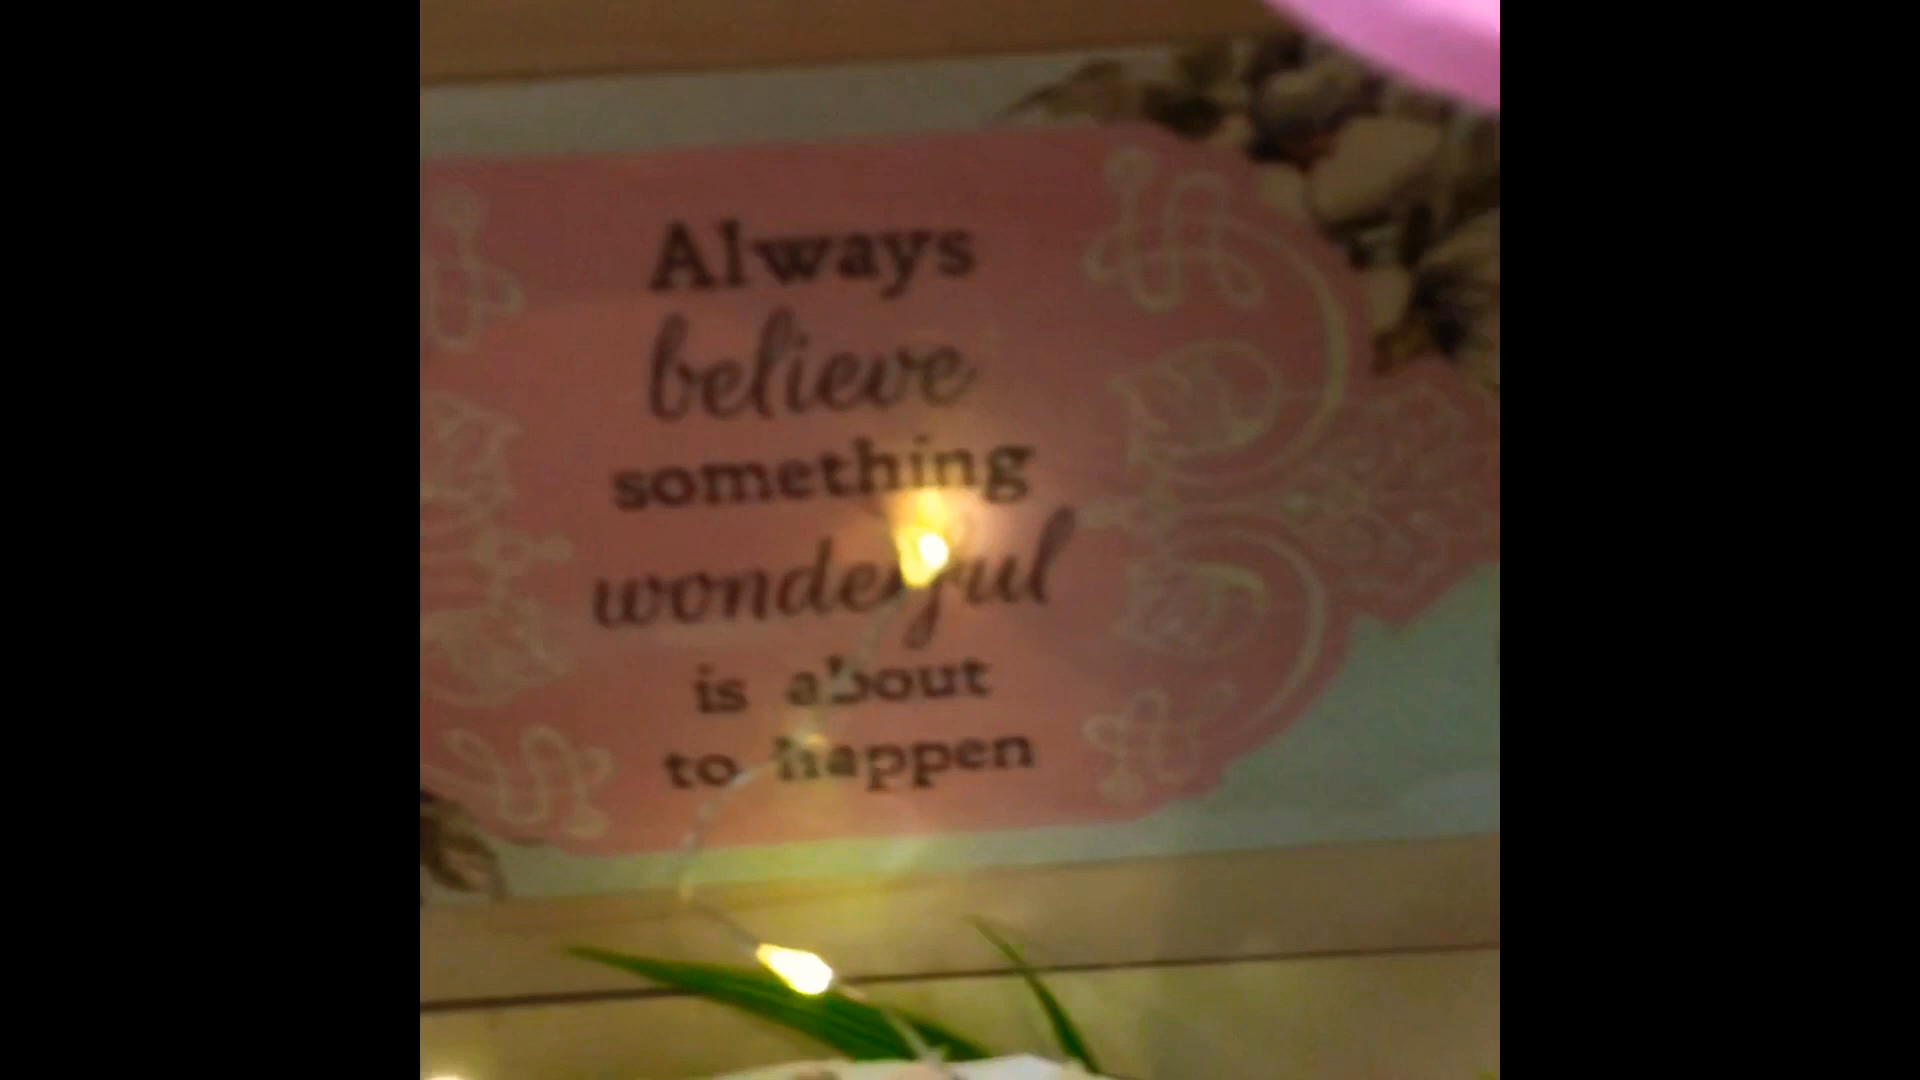 Always
believe
something
wonderful
is about
to happen